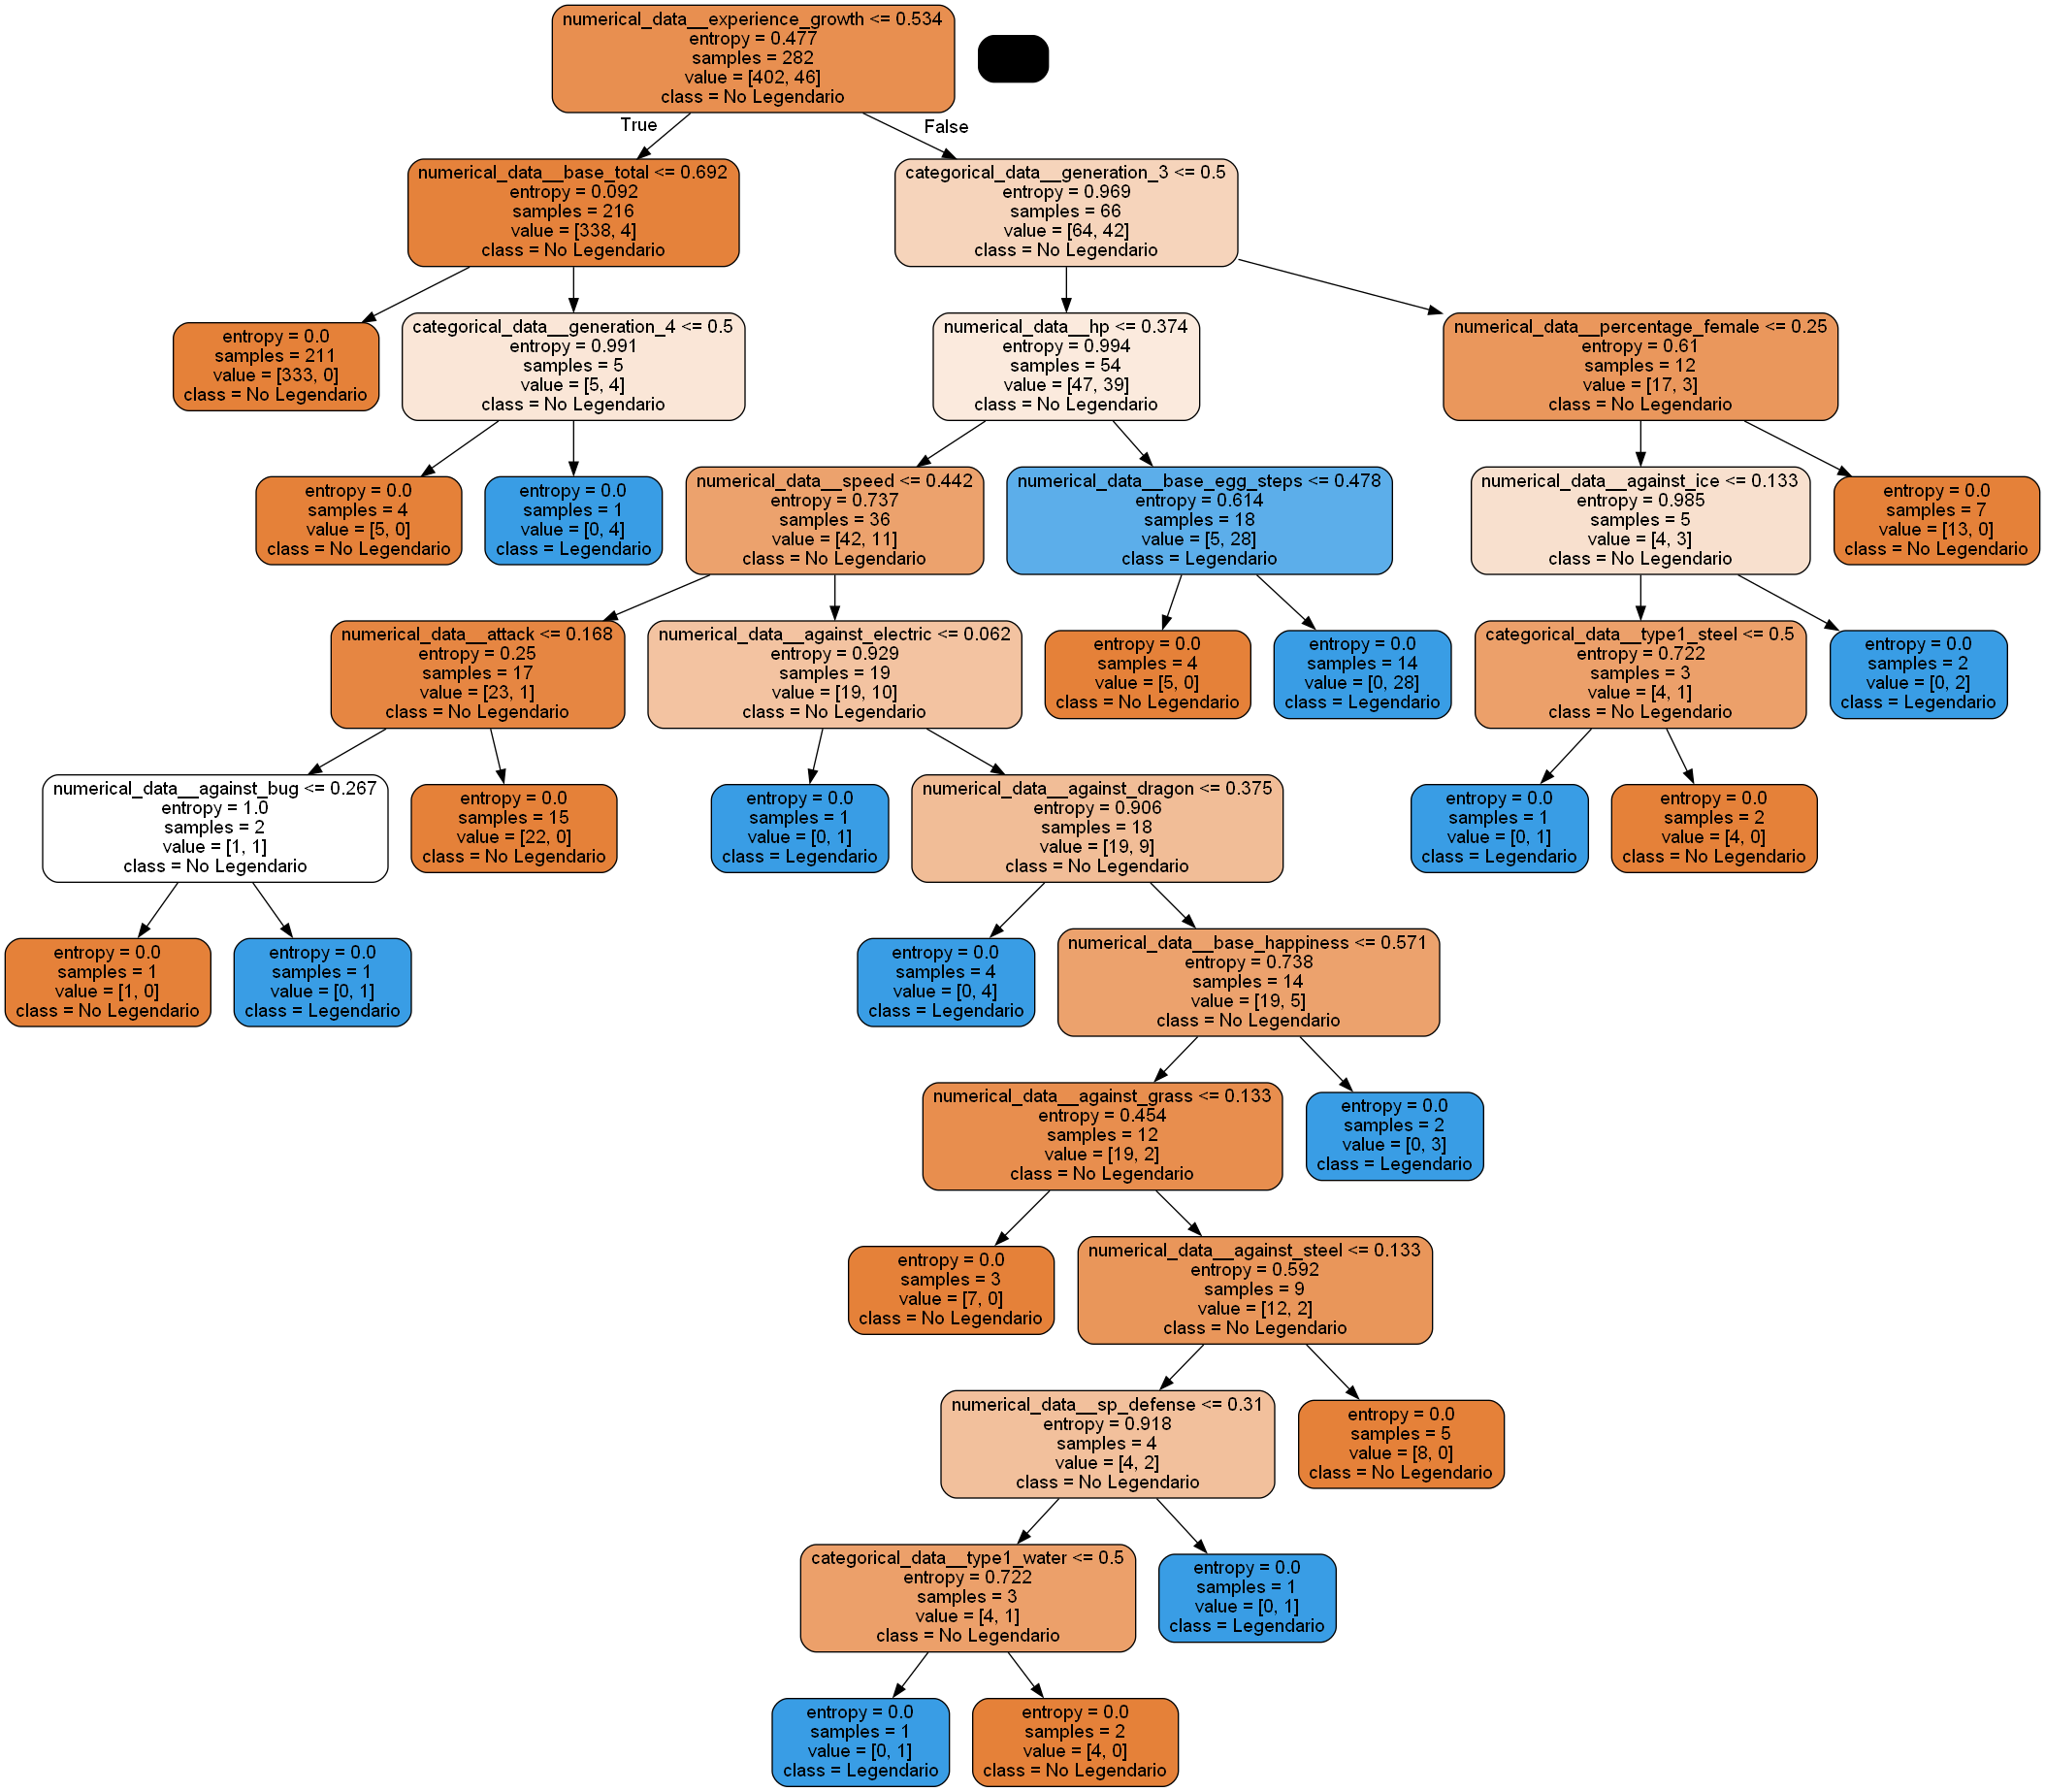 numerical_data__experience_growth <= 0.534
entropy = 0.477
samples = 282
value = [402, 46]
class = No Legendario
True
False
numerical_data__base_total <= 0.692
entropy = 0.092
samples = 216
value = [338, 4]
class = No Legendario
categorical_data__generation_3 <= 0.5
entropy = 0.969
samples = 66
value = [64, 42]
class = No Legendario
entropy = 0.0
samples = 211
value = [333, 0]
class = No Legendario
categorical_data__generation_4 <= 0.5
entropy = 0.991
samples = 5
value = [5, 4]
class = No Legendario
numerical_data__hp <= 0.374
entropy = 0.994
samples = 54
value = [47, 39]
class = No Legendario
numerical_data__percentage_female <= 0.25
entropy = 0.61
samples = 12
value = [17, 3]
class = No Legendario
entropy = 0.0
samples = 4
value = [5, 0]
class = No Legendario
entropy = 0.0
samples = 1
value = [0, 4]
class = Legendario
numerical_data__speed <= 0.442
entropy = 0.737
samples = 36
value = [42, 11]
class = No Legendario
numerical_data__base_egg_steps <= 0.478
entropy = 0.614
samples = 18
value = [5, 28]
class = Legendario
numerical_data__against_ice <= 0.133
entropy = 0.985
samples = 5
value = [4, 3]
class = No Legendario
entropy = 0.0
samples = 7
value = [13, 0]
class = No Legendario
numerical_data__attack <= 0.168
entropy = 0.25
samples = 17
value = [23, 1]
class = No Legendario
numerical_data__against_electric <= 0.062
entropy = 0.929
samples = 19
value = [19, 10]
class = No Legendario
entropy = 0.0
samples = 4
value = [5, 0]
class = No Legendario
entropy = 0.0
samples = 14
value = [0, 28]
class = Legendario
categorical_data__type1_steel <= 0.5
entropy = 0.722
samples = 3
value = [4, 1]
class = No Legendario
entropy = 0.0
samples = 2
value = [0, 2]
class = Legendario
numerical_data__against_bug <= 0.267
entropy = 1.0
samples = 2
value = [1, 1]
class = No Legendario
entropy = 0.0
samples = 15
value = [22, 0]
class = No Legendario
entropy = 0.0
samples = 1
value = [0, 1]
class = Legendario
numerical_data__against_dragon <= 0.375
entropy = 0.906
samples = 18
value = [19, 9]
class = No Legendario
entropy = 0.0
samples = 1
value = [0, 1]
class = Legendario
entropy = 0.0
samples = 2
value = [4, 0]
class = No Legendario
entropy = 0.0
samples = 1
value = [1, 0]
class = No Legendario
entropy = 0.0
samples = 1
value = [0, 1]
class = Legendario
entropy = 0.0
samples = 4
value = [0, 4]
class = Legendario
numerical_data__base_happiness <= 0.571
entropy = 0.738
samples = 14
value = [19, 5]
class = No Legendario
numerical_data__against_grass <= 0.133
entropy = 0.454
samples = 12
value = [19, 2]
class = No Legendario
entropy = 0.0
samples = 2
value = [0, 3]
class = Legendario
entropy = 0.0
samples = 3
value = [7, 0]
class = No Legendario
numerical_data__against_steel <= 0.133
entropy = 0.592
samples = 9
value = [12, 2]
class = No Legendario
numerical_data__sp_defense <= 0.31
entropy = 0.918
samples = 4
value = [4, 2]
class = No Legendario
entropy = 0.0
samples = 5
value = [8, 0]
class = No Legendario
categorical_data__type1_water <= 0.5
entropy = 0.722
samples = 3
value = [4, 1]
class = No Legendario
entropy = 0.0
samples = 1
value = [0, 1]
class = Legendario
entropy = 0.0
samples = 1
value = [0, 1]
class = Legendario
entropy = 0.0
samples = 2
value = [4, 0]
class = No Legendario